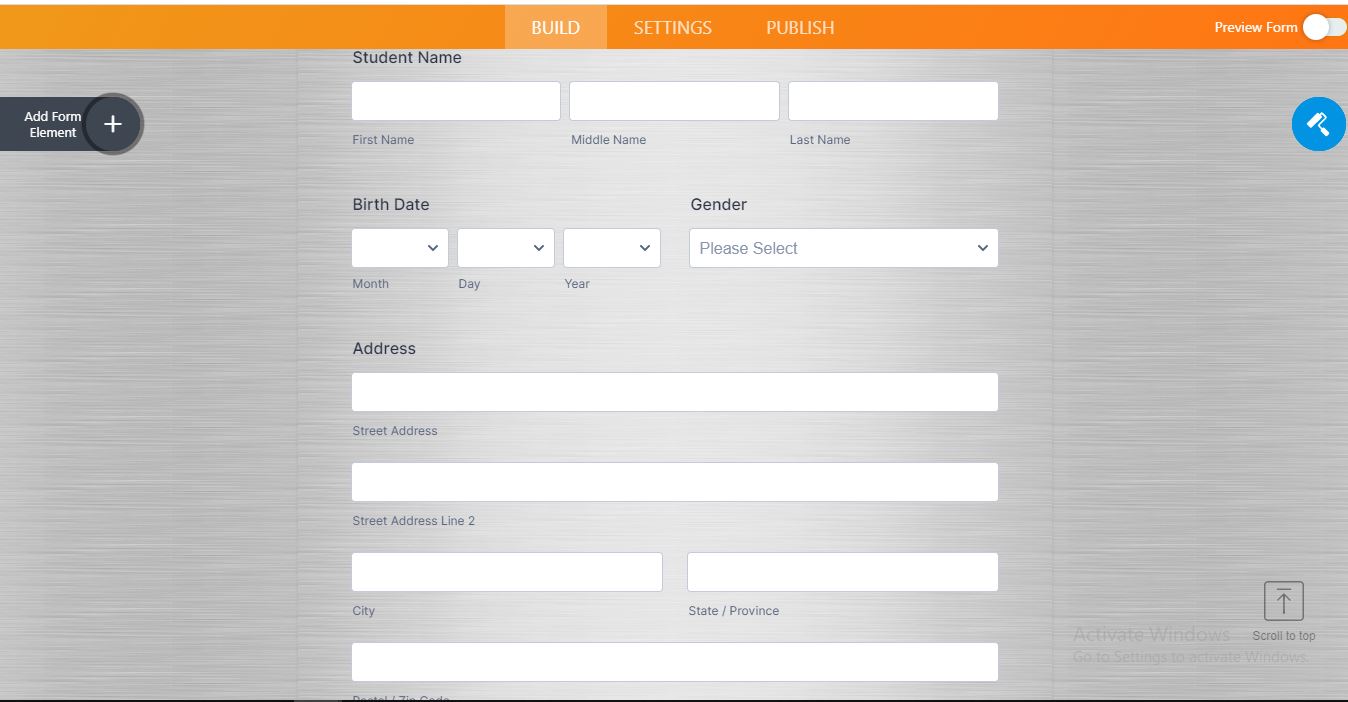 BUILD SETTINGS PUBLISH Preview Form
Student Name
Add Form
Element
First Name Middle Name Last Name
Birth Date Gender
Please Select
Month Day Year
Address
Street Address
Street Address Line 2
City State / Province
Activate Windows Scroll to top
Go to Settings to activate Windows.
Postal / Zip Code